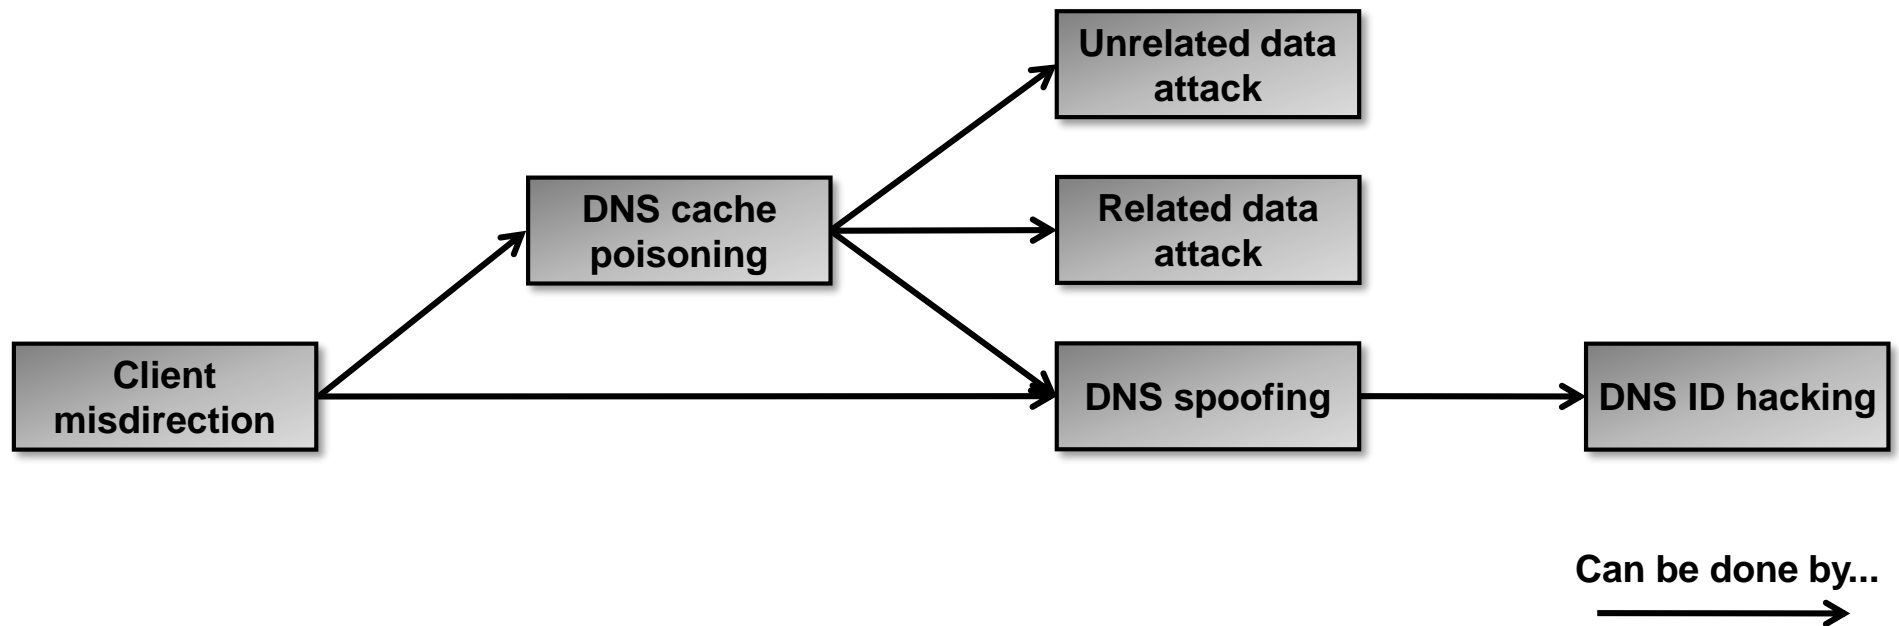 Unrelated data
attack
DNS cache
poisoning
Related data
attack
Client
misdirection
DNS spoofing
DNS ID hacking
Can be done by...